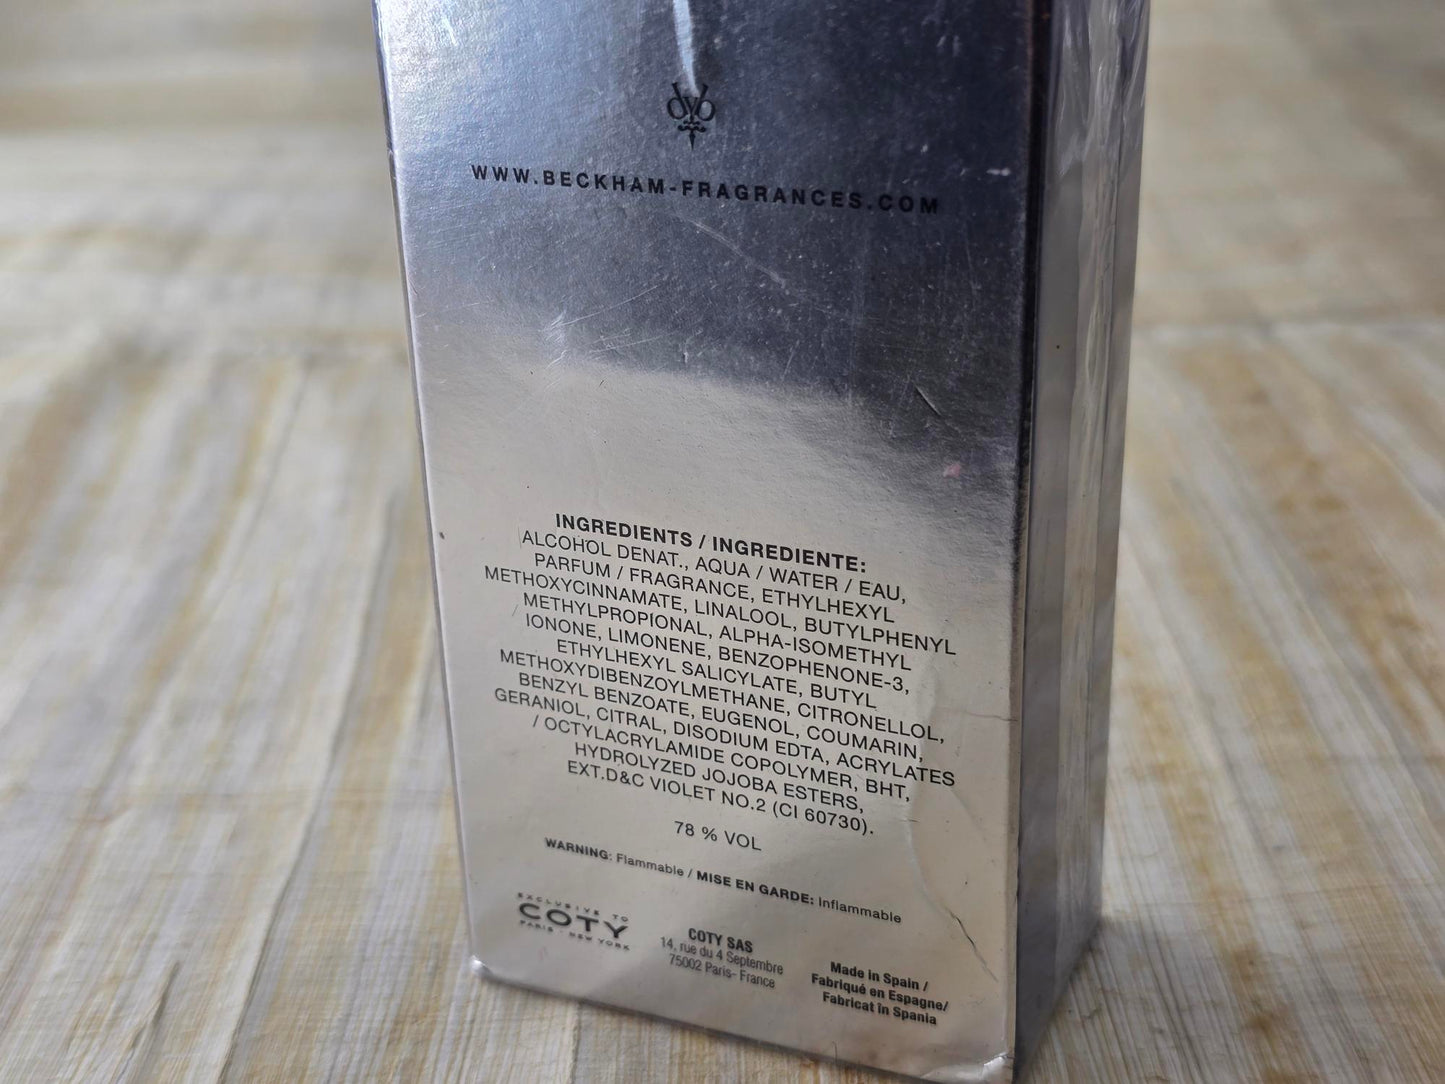 WWW.BECKHAM-FRAGRANCES.COM
INGREDIENTS / INGREDIENTE:
ALCOHOL DENAT., AQUA / WATER / EAU,
PARFUM / FRAGRANCE, ETHYLHEXYL
METHOXYCINNAMATE, LINALOOL, BUTYLPHENYL
METHYLPROPIONAL, ALPHA-ISOMETHYL
IONONE, LIMONENE, BENZOPHENONE-3,
ETHYLHEXYL SALICYLATE, BUTYL
METHOXYDIBENZOYLMETHANE, CITRONELLOL,
BENZYL BENZOATE, EUGENOL, COUMARIN,
GERANIOL, CITRAL, DISODIUM EDTA, ACRYLATES
/ OCTYLACRYLAMIDE COPOLYMER, BHT,
HYDROLYZED JOJOBA ESTERS,
EXT.D&C VIOLET NO.2 (CI 60730).
78 % VOL
WARNING: Flammable / MISE EN GARDE: Inflammable
EXCLUSIVE TO
COTY
PARIS - NEW YORK
COTY SAS
14, rue du 4 Septembre
75002 Paris- France
Made in Spain /
Fabriqué en Espagne/
Fabricat în Spania